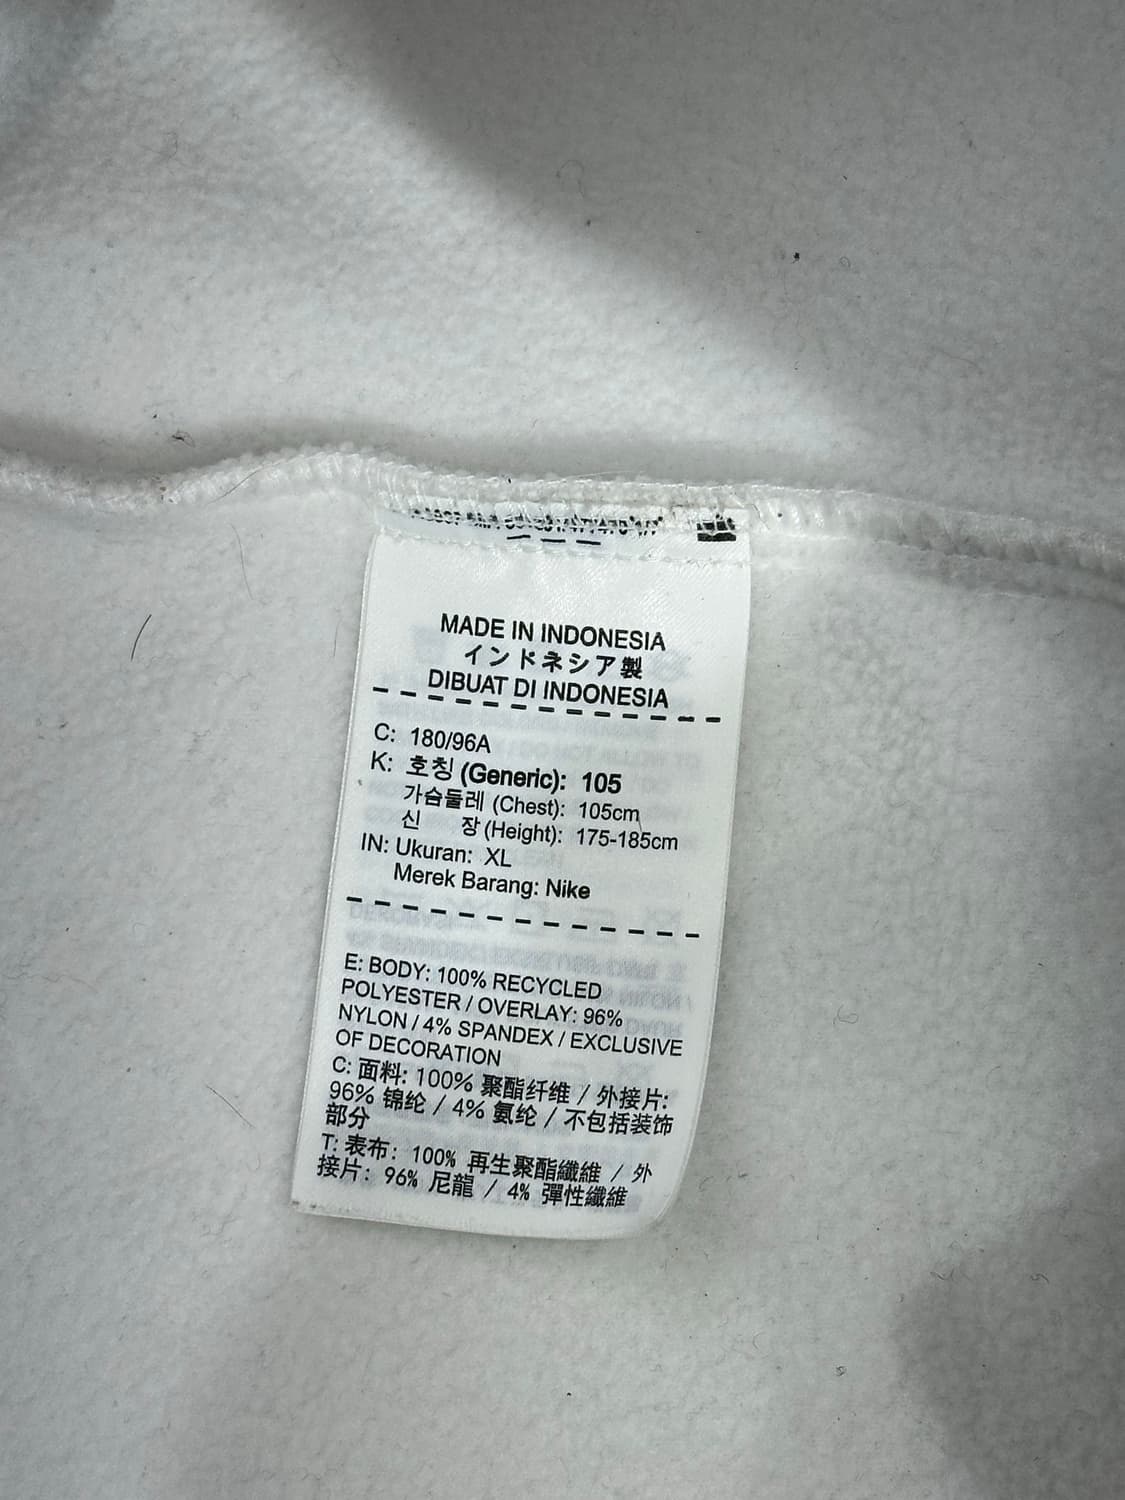 MADE IN INDONESIA
インドネシア製
DIBUAT DI INDONESIA
C: 180/96A
K: 호칭 (Generic): 105
가슴둘레 (Chest): 105cm
신 장 (Height): 175-185cm
IN: Ukuran: XL
Merek Barang: Nike
E: BODY: 100% RECYCLED
POLYESTER / OVERLAY: 96%
NYLON / 4% SPANDEX / EXCLUSIVE
OF DECORATION
C: 面料: 100% 聚酯纤维 / 外接片:
96% 锦纶 / 4% 氨纶 / 不包括装饰
部分
T: 表布: 100% 再生聚酯纖維 / 外
接片: 96% 尼龍 / 4% 彈性纖維